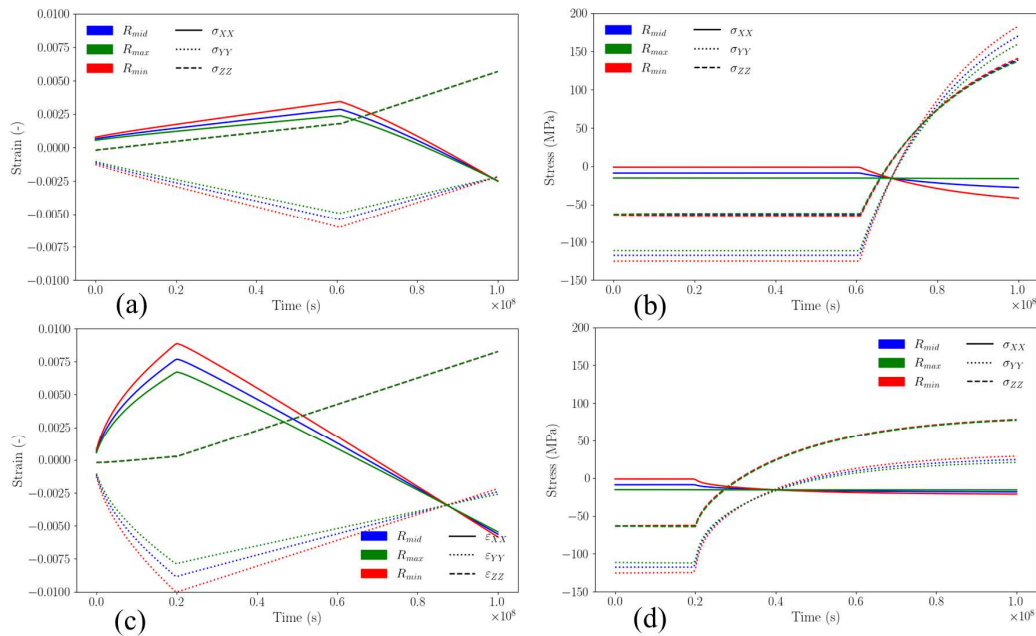 0.0100
0.0075
0.0050
0.0025
0.0000
−0.0025
−0.0050
−0.0075
−0.0100
Strain (-)
R_mid σ_XX
R_max σ_YY
R_min σ_ZZ
0.0 0.2 0.4 0.6 0.8 1.0
Time (s)
×10^8
(a)
200
150
100
50
0
−50
−100
−150
Stress (MPa)
R_mid σ_XX
R_max σ_YY
R_min σ_ZZ
0.0 0.2 0.4 0.6 0.8 1.0
Time (s)
×10^8
(b)
0.0100
0.0075
0.0050
0.0025
0.0000
−0.0025
−0.0050
−0.0075
−0.0100
Strain (-)
R_mid ε_XX
R_max ε_YY
R_min ε_ZZ
0.0 0.2 0.4 0.6 0.8 1.0
Time (s)
×10^8
(c)
200
150
100
50
0
−50
−100
−150
Stress (MPa)
R_mid σ_XX
R_max σ_YY
R_min σ_ZZ
0.0 0.2 0.4 0.6 0.8 1.0
Time (s)
×10^8
(d)